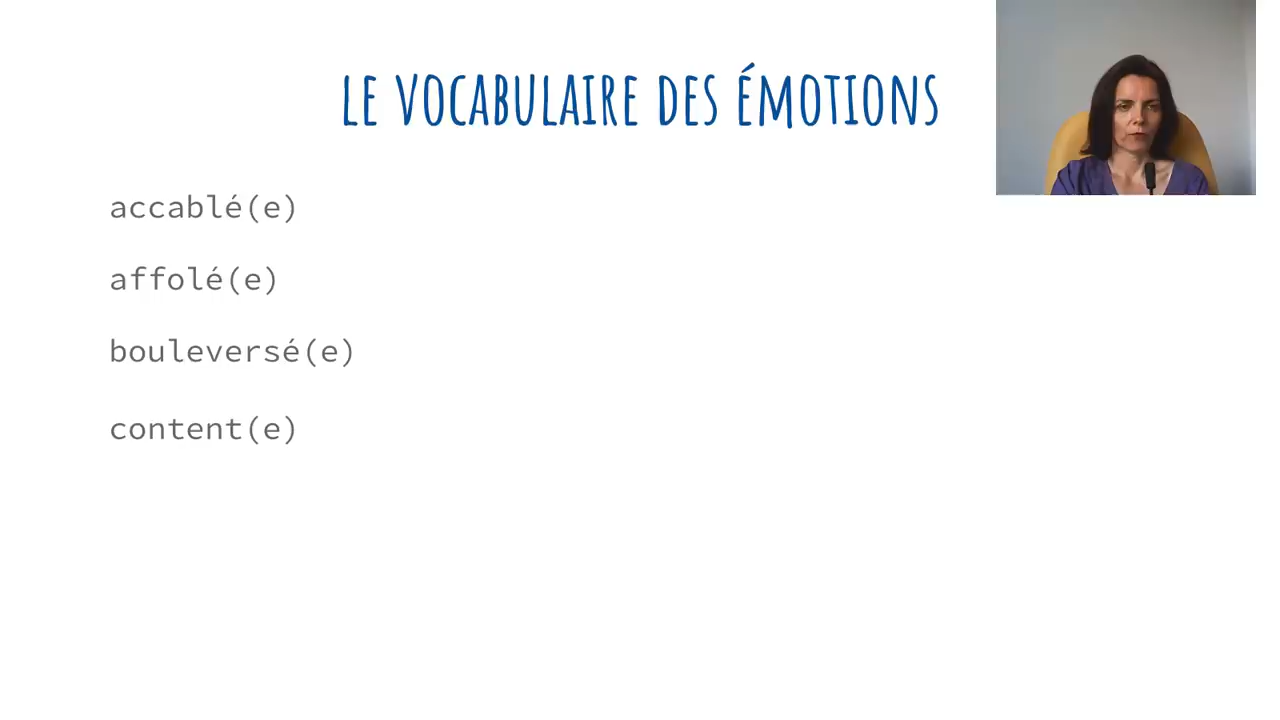 LE VOCABULAIRE DES ÉMOTIONS
accablé(e)
affolé(e)
bouleversé(e)
content(e)